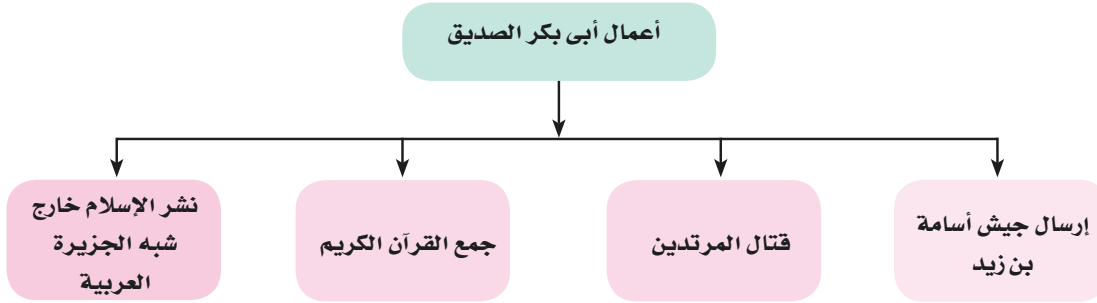 أعمال أبى بكر الصديق
إرسال جيش أسامة
بن زيد
قتال المرتدين
جمع القرآن الكريم
نشر الإسلام خارج
شبه الجزيرة
العربية